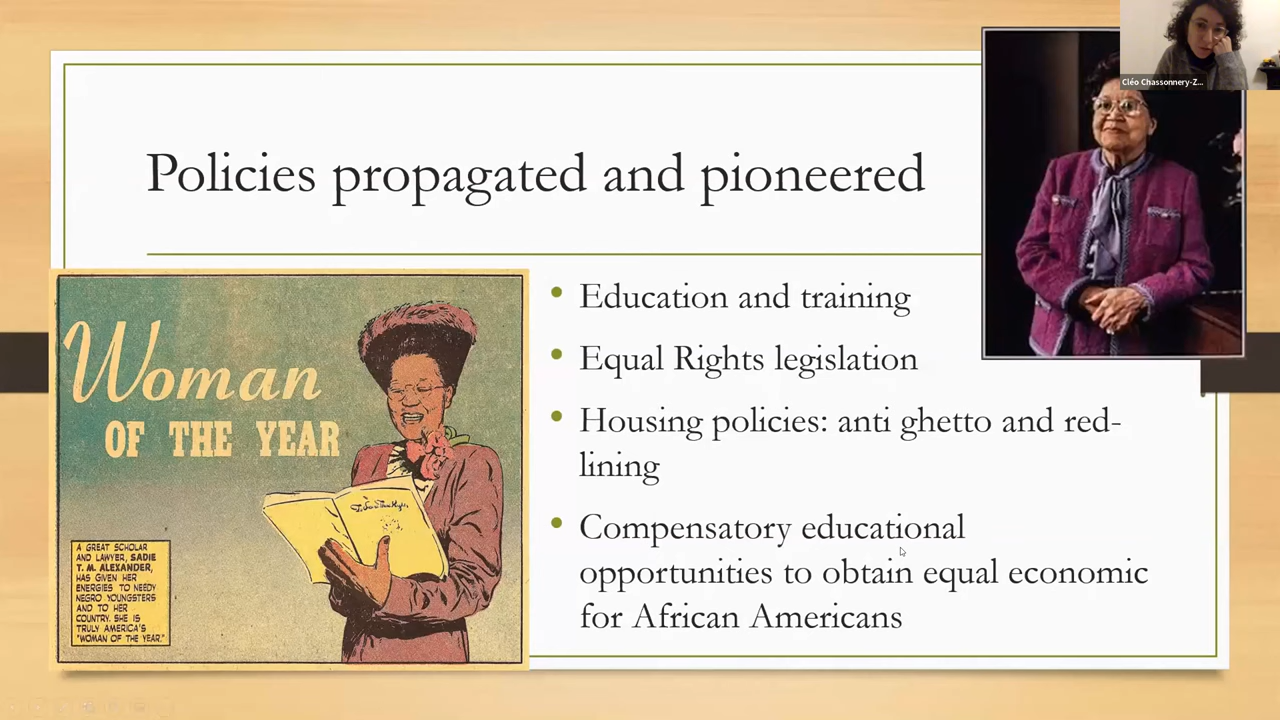 Cléo Chassonnery-Z...
Policies propagated and pioneered
Woman
OF THE YEAR
A GREAT SCHOLAR
AND LAWYER, SADIE
T. M. ALEXANDER,
HAS GIVEN HER
ENERGIES TO NEEDY
NEGRO YOUNGSTERS
AND TO HER
COUNTRY. SHE IS
TRULY AMERICA'S
"WOMAN OF THE YEAR."
• Education and training
• Equal Rights legislation
• Housing policies: anti ghetto and red-
lining
• Compensatory educational
opportunities to obtain equal economic
for African Americans